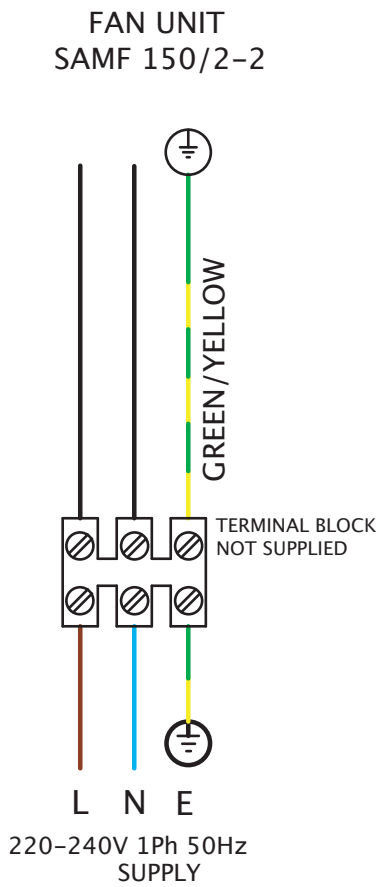 FAN UNIT
SAMF 150/2-2
GREEN/YELLOW
TERMINAL BLOCK
NOT SUPPLIED
L N E
220-240V 1Ph 50Hz
SUPPLY